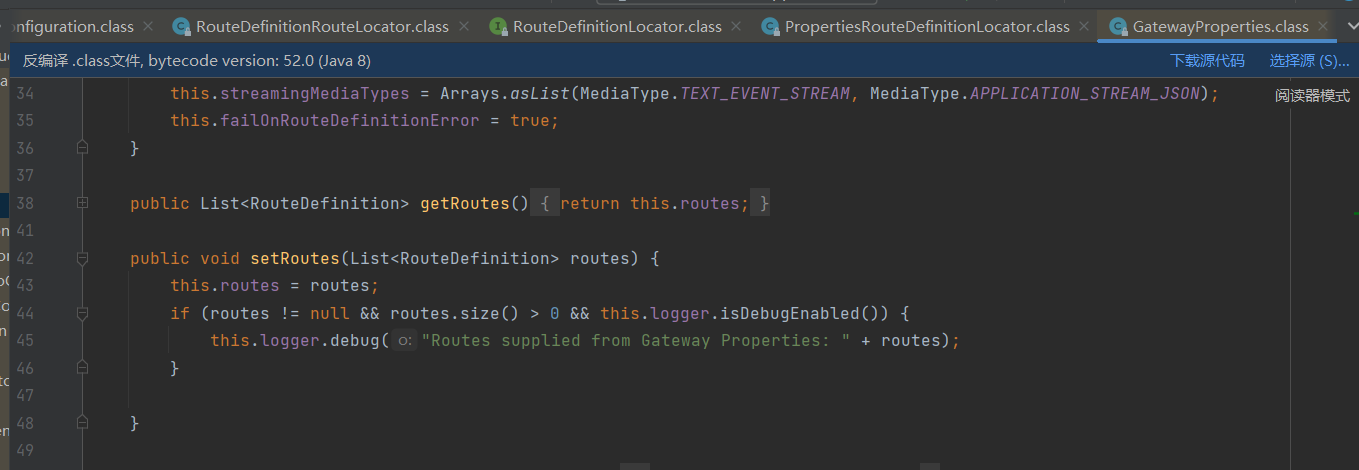 onfiguration.class RouteDefinitionRouteLocator.class RouteDefinitionLocator.class PropertiesRouteDefinitionLocator.class GatewayProperties.class
反编译 .class文件, bytecode version: 52.0 (Java 8) 下载源代码 选择源 (S)...
34 this.streamingMediaTypes = Arrays.asList(MediaType.TEXT_EVENT_STREAM, MediaType.APPLICATION_STREAM_JSON);
阅读器模式
35 this.failOnRouteDefinitionError = true;
36 }
37
38 public List<RouteDefinition> getRoutes() { return this.routes; }
41
42 public void setRoutes(List<RouteDefinition> routes) {
43 this.routes = routes;
44 if (routes != null && routes.size() > 0 && this.logger.isDebugEnabled()) {
45 this.logger.debug( o: "Routes supplied from Gateway Properties: " + routes);
46 }
47
48 }
49